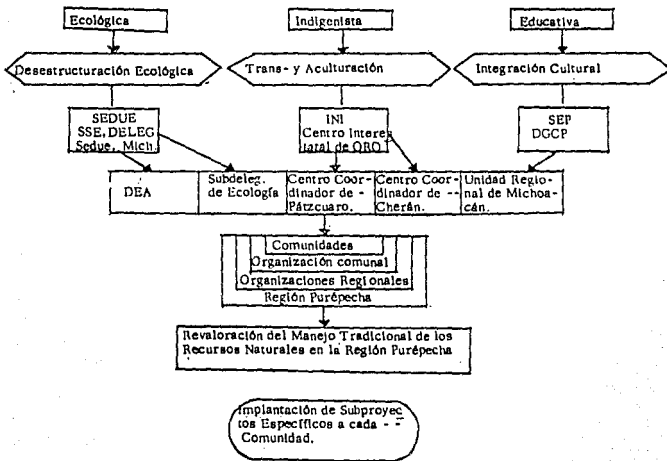 Ecológica
Indigenista
Educativa
Desestructuración Ecológica
Trans- y Aculturación
Integración Cultural
SEDUE
SSE, DELEG
Sedue. Mich.
INI
Centro Interes
tatal de QRO
SEP
DGCP
DEA
Subdeleg.
de Ecología
Centro Coor-
dinador de -
Pátzcuaro.
Centro Coor-
dinador de --
Cherán.
Unidad Regio
nal de Michoa-
cán.
Comunidades
Organización comunal
Organizaciones Regionales
Región Purépecha
Revaloración del Manejo Tradicional de los
Recursos Naturales en la Región Purépecha
Implantación de Subproyec
tos Específicos a cada - -
Comunidad.